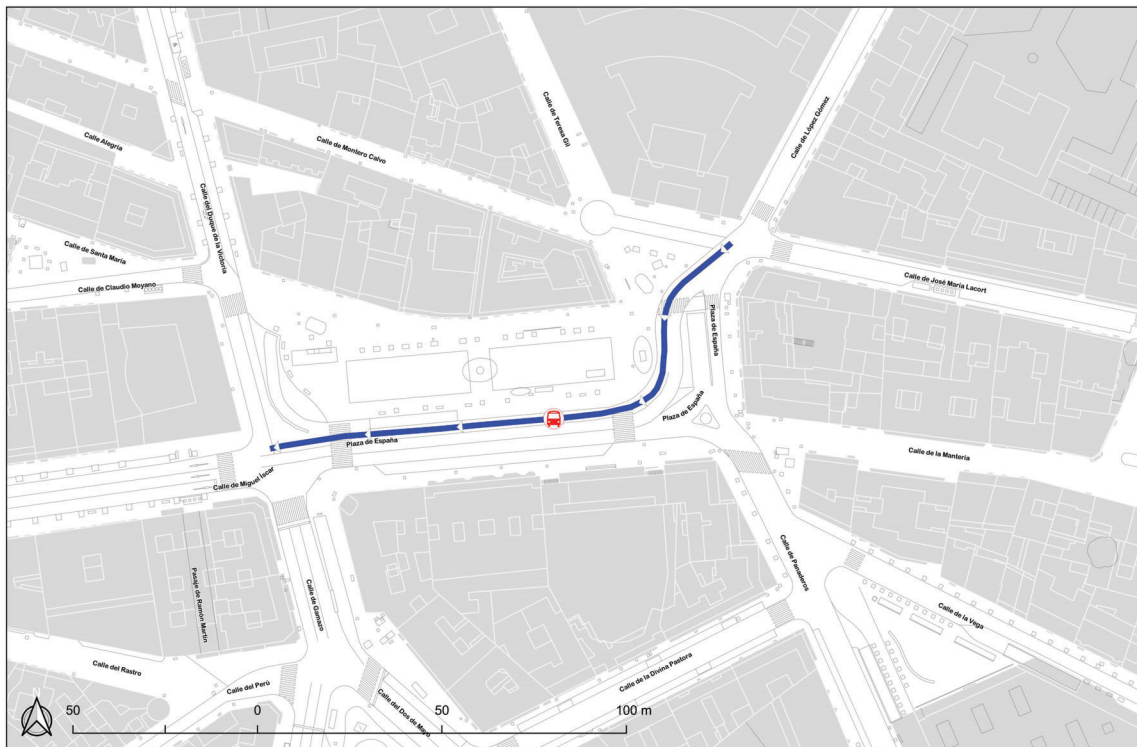 Calle de Teresa Gil
Calle de López Gómez
Calle Alegría
Calle de Montero Calvo
Calle del Duque de la Victoria
Calle de Santa María
Calle de Claudio Moyano
Calle de José María Lacort
Plaza de España
Plaza de España
Plaza de España
Calle de la Mantería
Calle de Miguel Íscar
Calle de Panaderos
Pasaje de Ramón Martín
Calle de Gamazo
Calle de la Vega
Calle del Rastro
Calle del Perú
Calle de la Divina Pastora
Calle del Dos de Mayo
50 0 50 100 m